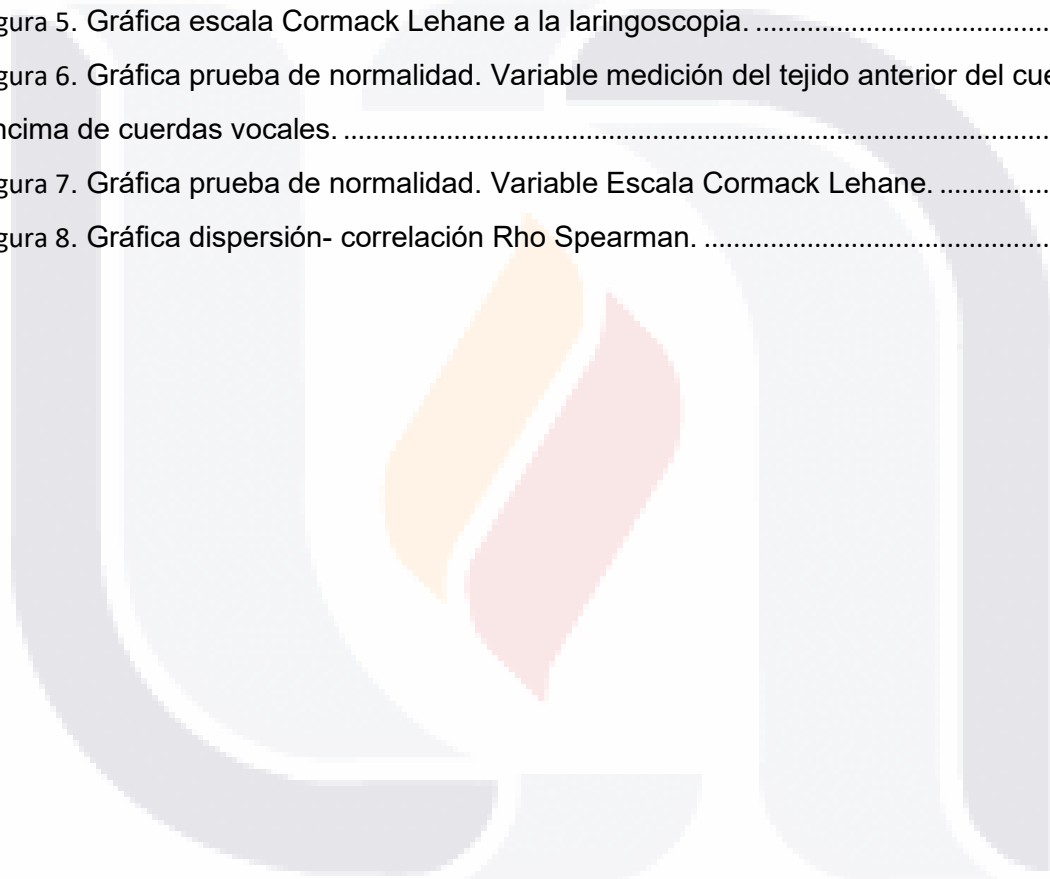 gura 5. Gráfica escala Cormack Lehane a la laringoscopia. ........................................
gura 6. Gráfica prueba de normalidad. Variable medición del tejido anterior del cue
ncima de cuerdas vocales. ........................................
gura 7. Gráfica prueba de normalidad. Variable Escala Cormack Lehane. ...............
gura 8. Gráfica dispersión- correlación Rho Spearman. ........................................